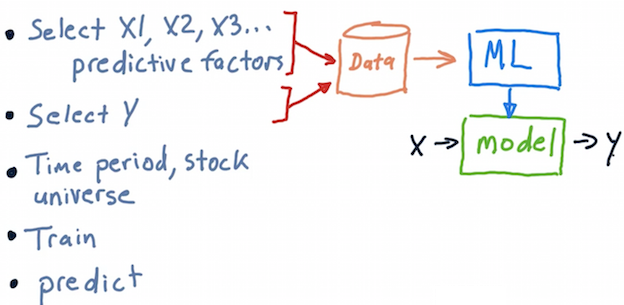 • Select X1, X2, X3...
predictive factors
• Select Y
• Time period, stock
universe
• Train
• predict
Data
ML
X → model → Y